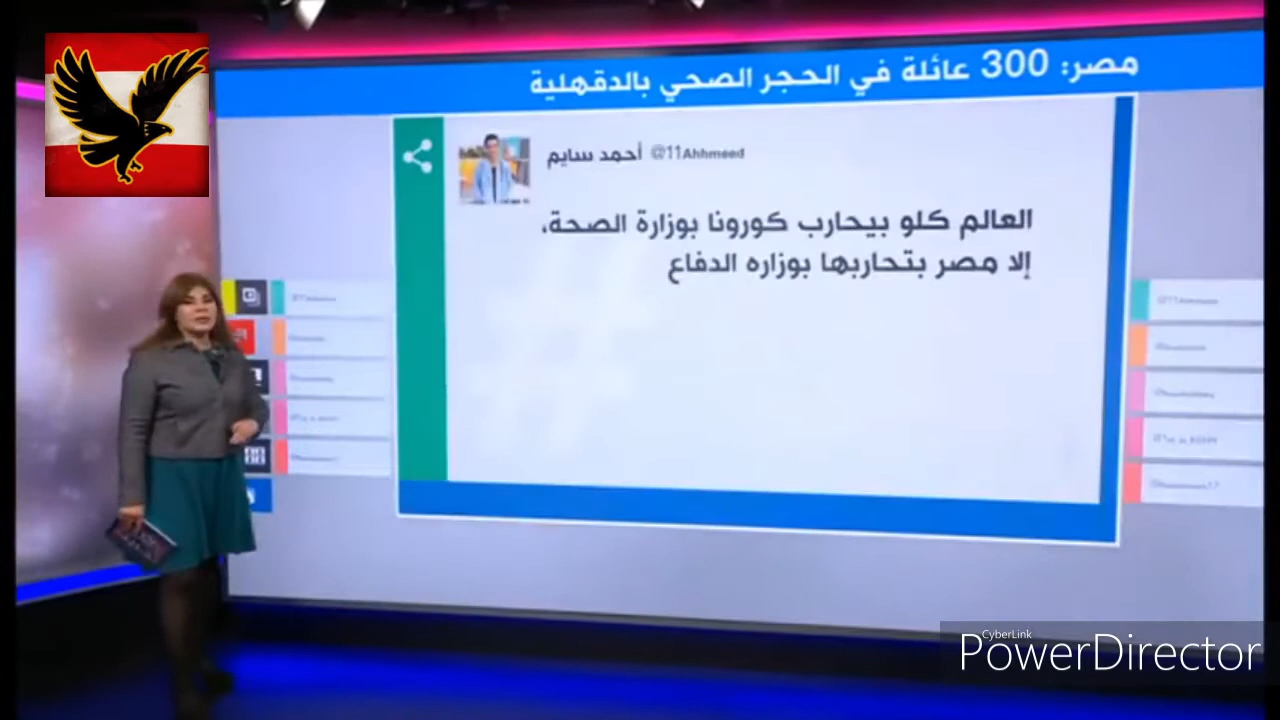 مصر: 300 عائلة في الحجر الصحي بالدقهلية
أحمد سايم @11Ahhmeed
العالم كلو بيحارب كورونا بوزارة الصحة،
إلا مصر بتحاربها بوزاره الدفاع
@11Ahhmeed
CyberLink
PowerDirector